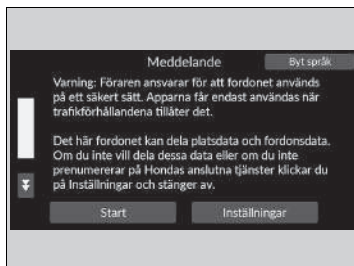 Meddelande
Byt språk
Varning: Föraren ansvarar för att fordonet används
på ett säkert sätt. Apparna får endast användas när
trafikförhållandena tillåter det.
Det här fordonet kan dela platsdata och fordonsdata.
Om du inte vill dela dessa data eller om du inte
prenumererar på Hondas anslutna tjänster klickar du
på Inställningar och stänger av.
Start
Inställningar